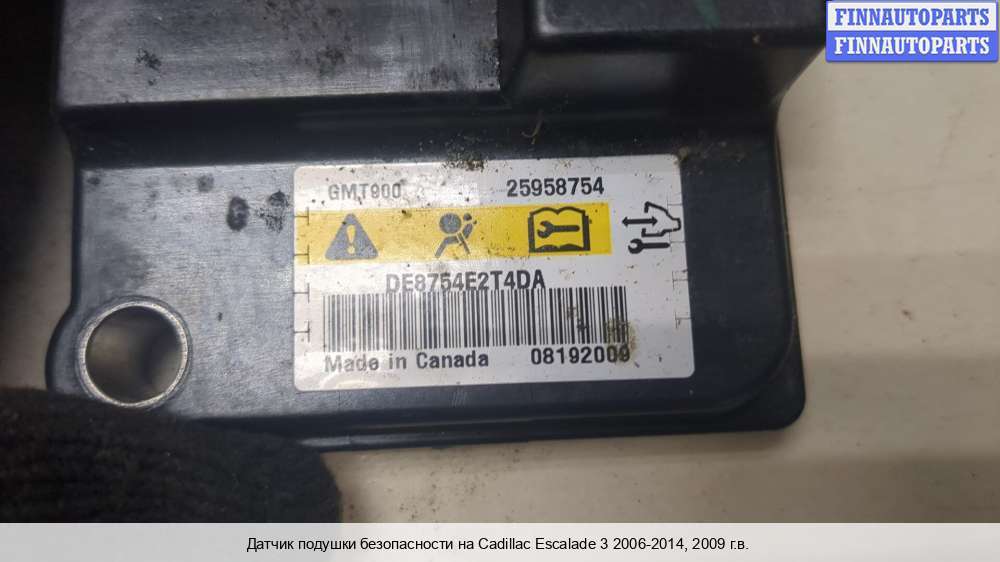 FINNAUTOPARTS
FINNAUTOPARTS
GMT900 25958754
DE8754E2T4DA
Made in Canada 08192009
Датчик подушки безопасности на Cadillac Escalade 3 2006-2014, 2009 г.в.